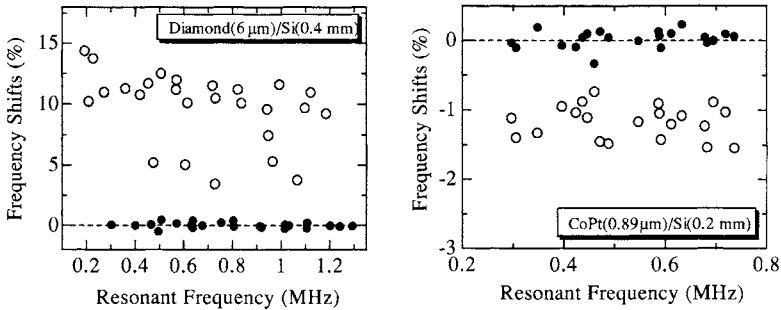 Diamond(6 μm)/Si(0.4 mm)
Frequency Shifts (%)
15
10
5
0
0.2 0.4 0.6 0.8 1 1.2
Resonant Frequency (MHz)
Frequency Shifts (%)
0
-1
-2
-3
CoPt(0.89μm)/Si(0.2 mm)
0.2 0.4 0.6 0.8
Resonant Frequency (MHz)